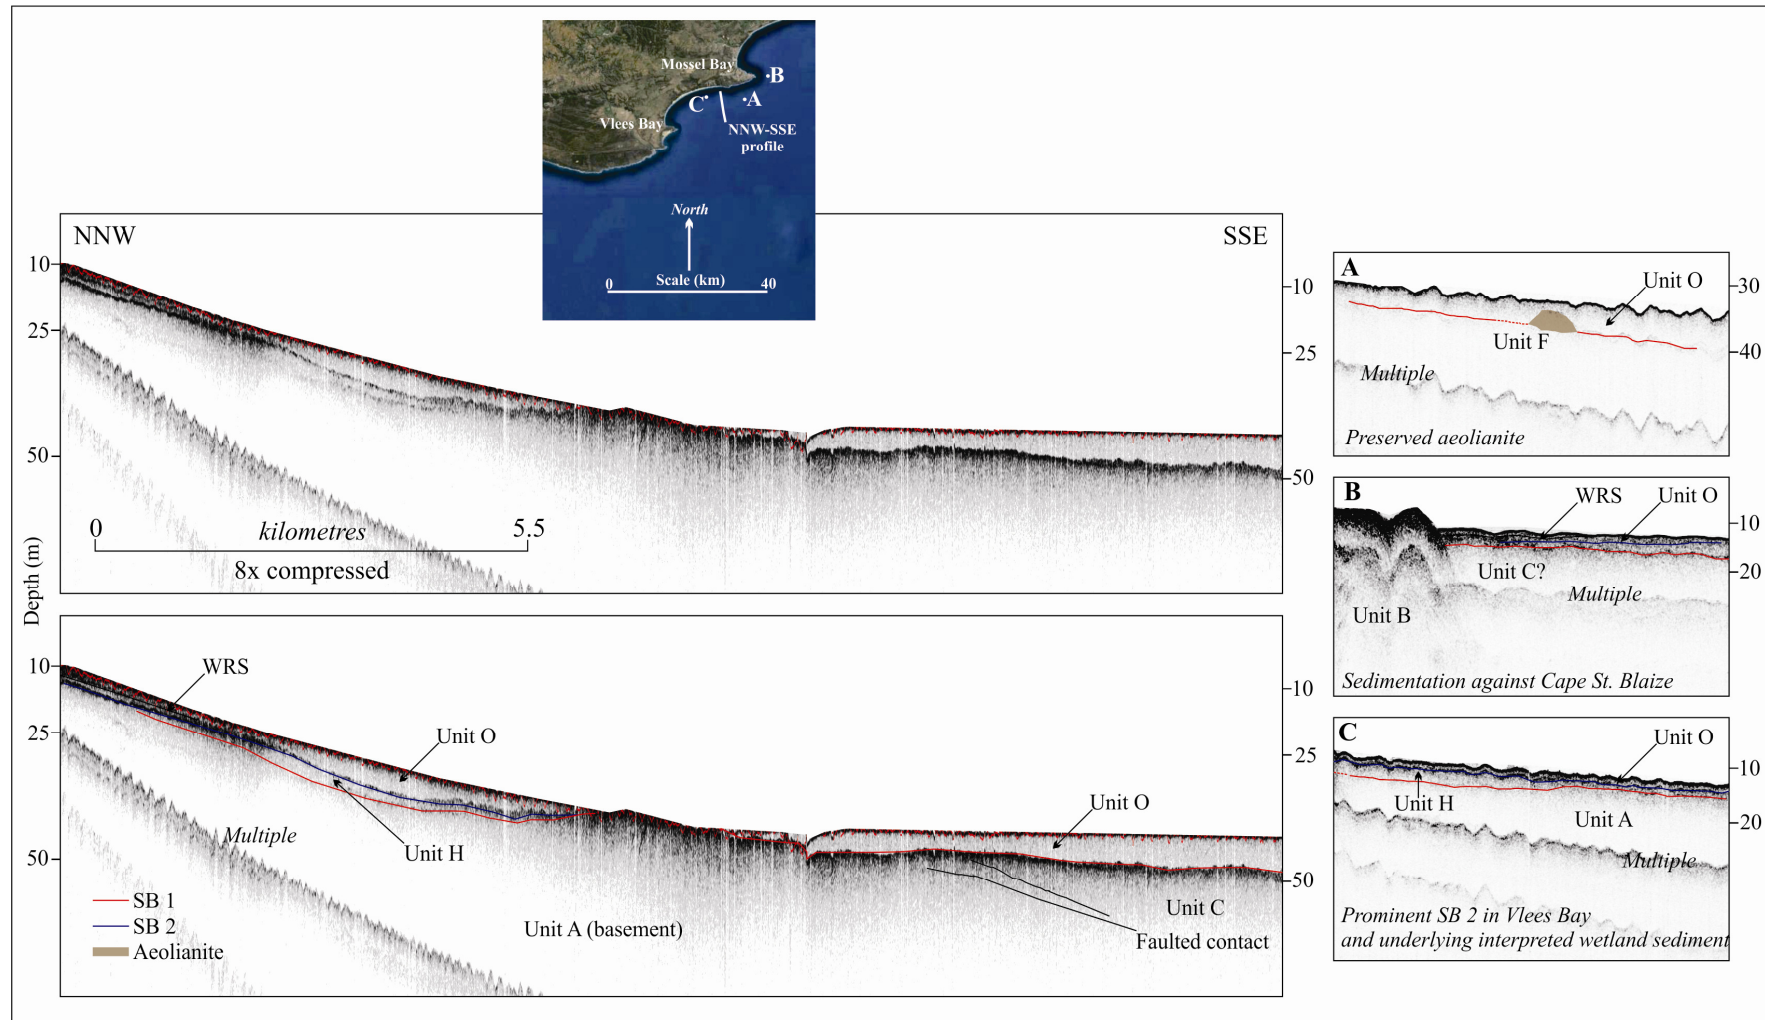 Mossel Bay
B
C
A
Vlees Bay
NNW-SSE
profile
North
Scale (km)
0
40
NNW
SSE
10
25
50
10
25
50
0
kilometres
5.5
8x compressed
Depth (m)
10
25
50
WRS
Unit O
Multiple
Unit H
Unit A (basement)
Unit O
Unit C
Faulted contact
10
25
50
SB 1
SB 2
Aeolianite
A
Unit O
Unit F
Multiple
Preserved aeolianite
30
40
B
WRS
Unit O
Unit C?
Multiple
Unit B
Sedimentation against Cape St. Blaize
10
20
C
Unit O
Unit H
Unit A
Multiple
Prominent SB 2 in Vlees Bay
and underlying interpreted wetland sediment
10
20